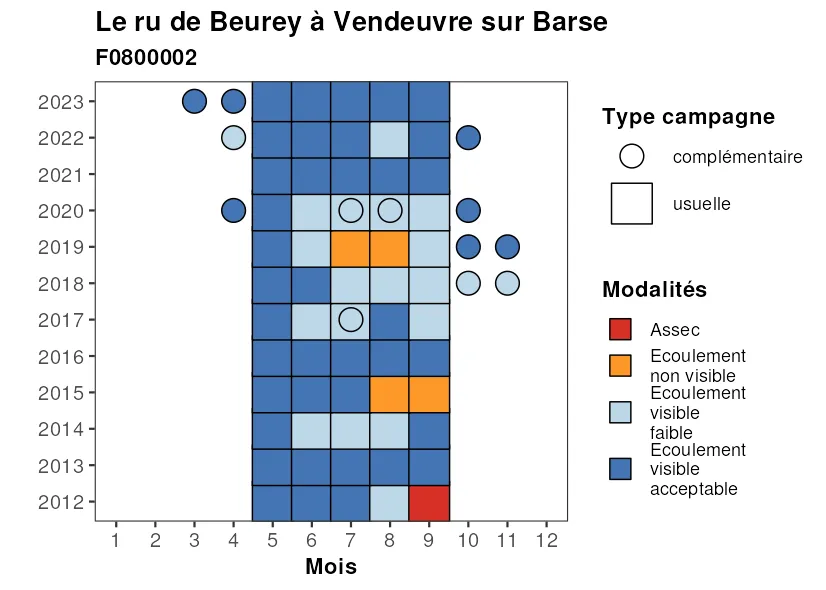 Le ru de Beurey à Vendeuvre sur Barse
F0800002
2023
2022
2021
2020
2019
2018
2017
2016
2015
2014
2013
2012
1 2 3 4 5 6 7 8 9 10 11 12
Mois
Type campagne
complémentaire
usuelle
Modalités
Assec
Ecoulement
non visible
Ecoulement
visible
faible
Ecoulement
visible
acceptable